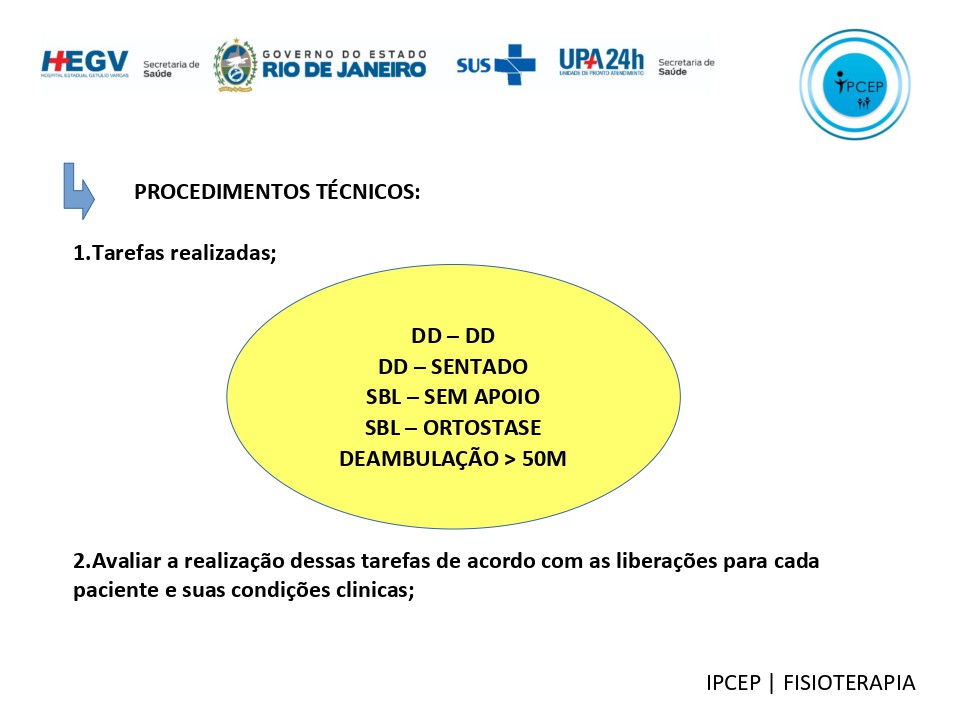 HEGV
HOSPITAL ESTADUAL GETÚLIO VARGAS
Secretaria de
Saúde
GOVERNO DO ESTADO
RIO DE JANEIRO
SUS
UPA 24h
UNIDADE DE PRONTO ATENDIMENTO
Secretaria de
Saúde
IPCEP
PROCEDIMENTOS TÉCNICOS:
1.Tarefas realizadas;
DD – DD
DD – SENTADO
SBL – SEM APOIO
SBL – ORTOSTASE
DEAMBULAÇÃO > 50M
2.Avaliar a realização dessas tarefas de acordo com as liberações para cada
paciente e suas condições clinicas;
IPCEP | FISIOTERAPIA